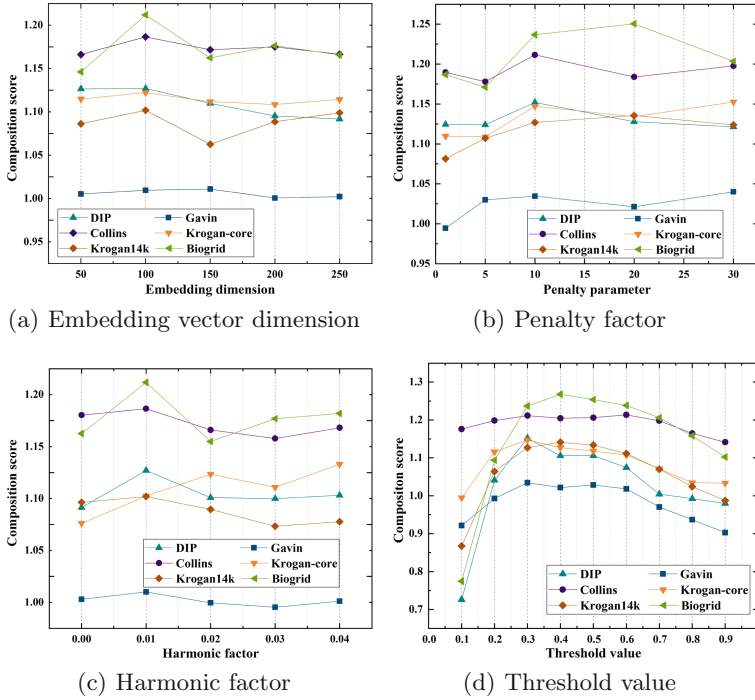 1.20
1.15
1.10
1.05
1.00
0.95
Composition score
DIP
Gavin
Collins
Krogan-core
Krogan14k
Biogrid
50
100
150
200
250
Embedding dimension
(a) Embedding vector dimension
1.25
1.20
1.15
1.10
1.05
1.00
0.95
Composition score
DIP
Gavin
Collins
Krogan-core
Krogan14k
Biogrid
0
5
10
15
20
25
30
Penalty parameter
(b) Penalty factor
1.20
1.15
1.10
1.05
1.00
Composition score
DIP
Gavin
Collins
Krogan-core
Krogan14k
Biogrid
0.00
0.01
0.02
0.03
0.04
Harmonic factor
(c) Harmonic factor
1.3
1.2
1.1
1.0
0.9
0.8
0.7
Composition score
DIP
Gavin
Collins
Krogan-core
Krogan14k
Biogrid
0.0
0.1
0.2
0.3
0.4
0.5
0.6
0.7
0.8
0.9
Threshold value
(d) Threshold value